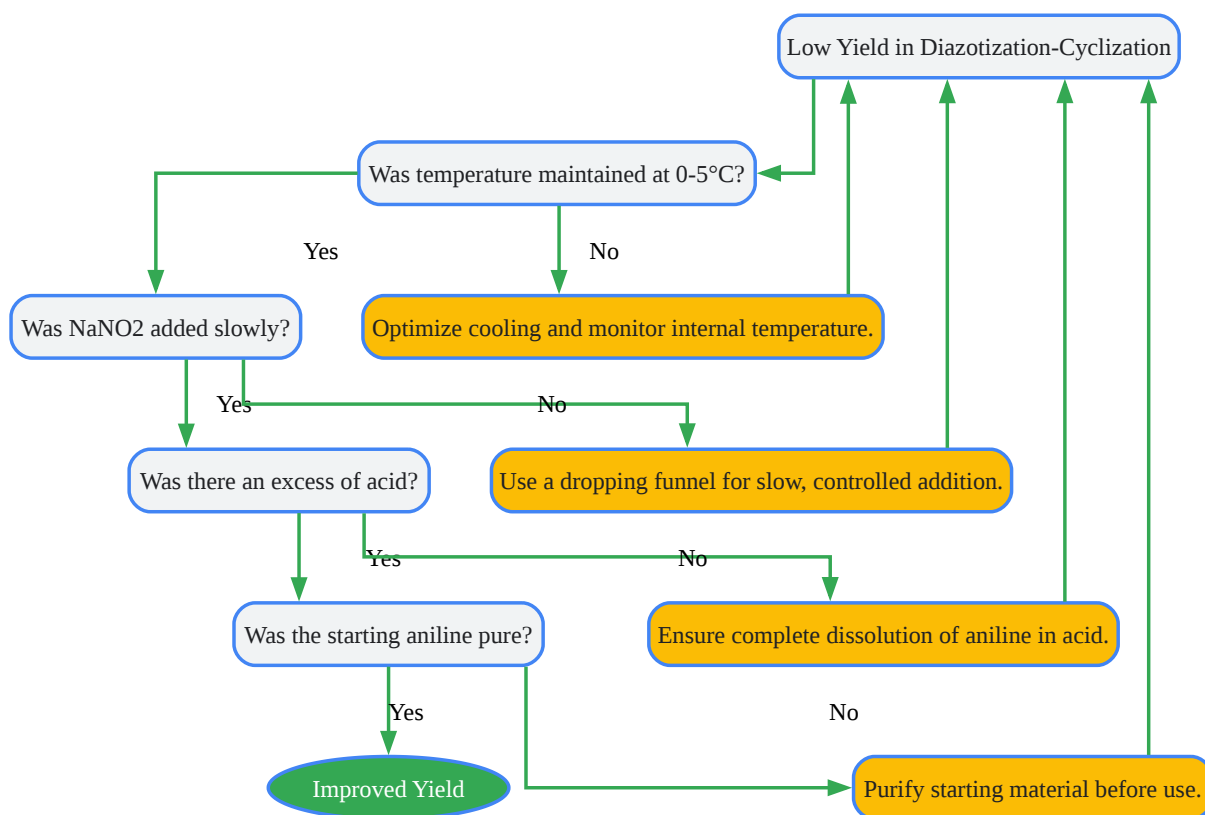 Low Yield in Diazotization-Cyclization
Was temperature maintained at 0-5°C?
Yes
No
Was NaNO2 added slowly?
Optimize cooling and monitor internal temperature.
Yes
No
Was there an excess of acid?
Use a dropping funnel for slow, controlled addition.
Yes
No
Was the starting aniline pure?
Ensure complete dissolution of aniline in acid.
Yes
No
Improved Yield
Purify starting material before use.